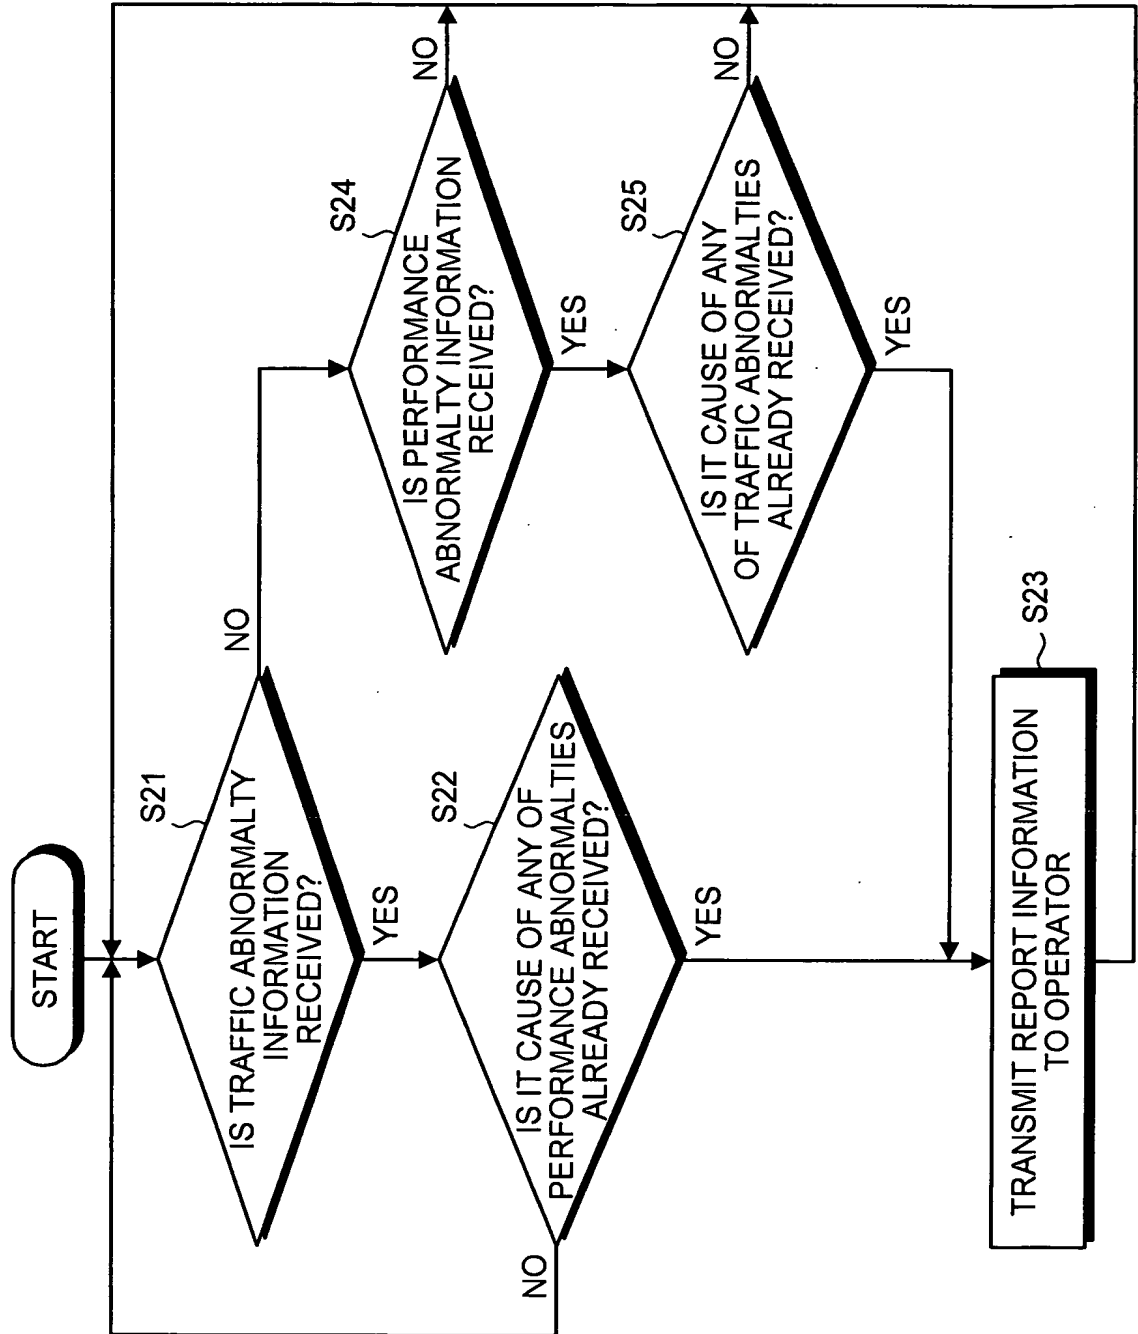 START
S21
IS TRAFFIC ABNORMALTY
INFORMATION
RECEIVED?
NO
YES
S22
IS IT CAUSE OF ANY OF
PERFORMANCE ABNORMALTIES
ALREADY RECEIVED?
NO
YES
S24
IS PERFORMANCE
ABNORMALTY INFORMATION
RECEIVED?
NO
YES
S25
IS IT CAUSE OF ANY
OF TRAFFIC ABNORMALTIES
ALREADY RECEIVED?
NO
YES
S23
TRANSMIT REPORT INFORMATION
TO OPERATOR